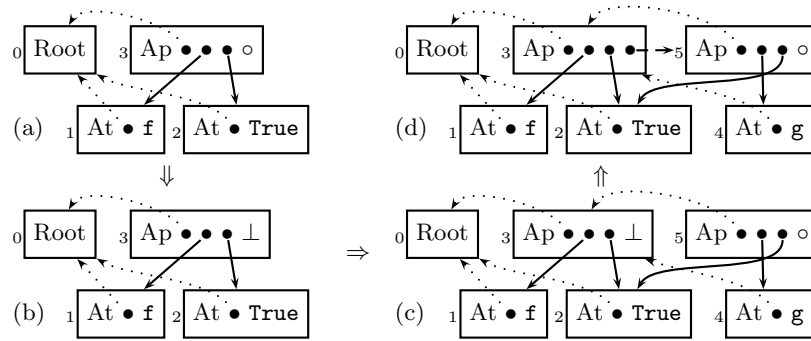 0 Root 3 Ap ● ● ● ○
(a) 1 At ● f 2 At ● True
⇓
0 Root 3 Ap ● ● ● ⊥
(b) 1 At ● f 2 At ● True
⇒
0 Root 3 Ap ● ● ● ● 5 Ap ● ● ● ○
(d) 1 At ● f 2 At ● True 4 At ● g
⇑
0 Root 3 Ap ● ● ● ⊥ 5 Ap ● ● ● ○
(c) 1 At ● f 2 At ● True 4 At ● g